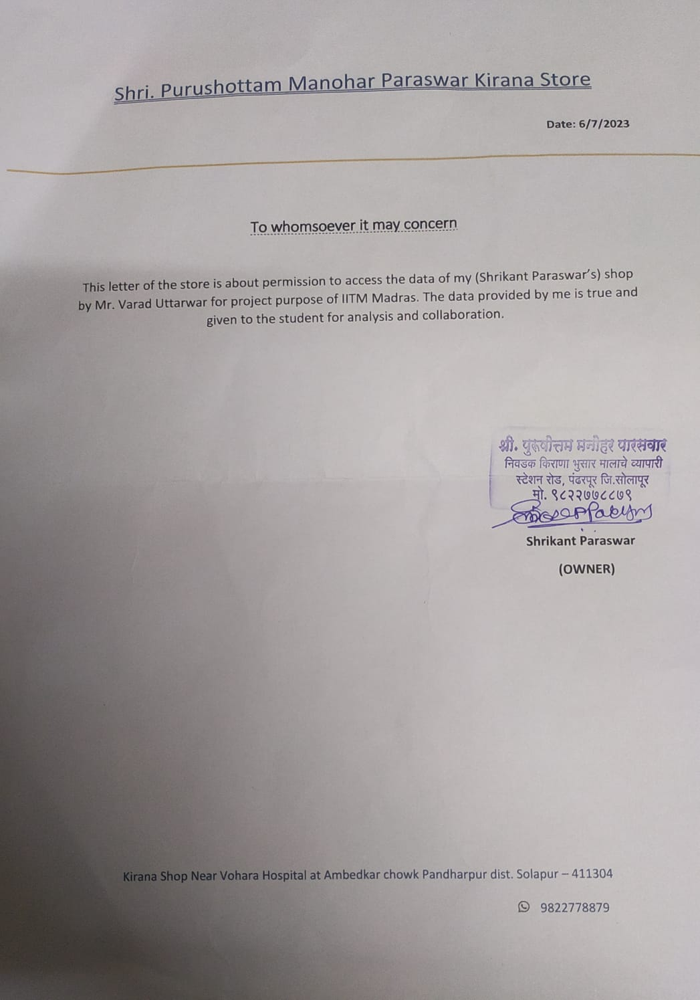 Shri. Purushottam Manohar Paraswar Kirana Store
Date: 6/7/2023
To whomsoever it may concern
This letter of the store is about permission to access the data of my (Shrikant Paraswar’s) shop
by Mr. Varad Uttarwar for project purpose of IITM Madras. The data provided by me is true and
given to the student for analysis and collaboration.
श्री. पुरूषोत्तम मनोहर पारसवार
निवडक किराणा भुसार मालाचे व्यापारी
स्टेशन रोड, पंढरपूर जि.सोलापूर
मो. ९८२२७७८८७९
Shrikant Paraswar
(OWNER)
Kirana Shop Near Vohara Hospital at Ambedkar chowk Pandharpur dist. Solapur – 411304
9822778879